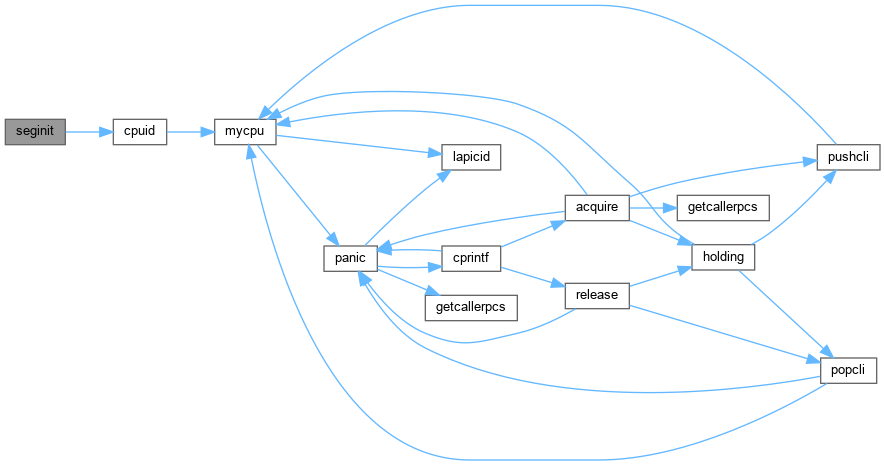 seginit
cpuid
mycpu
lapicid
pushcli
acquire
getcallerpcs
panic
cprintf
holding
release
getcallerpcs
popcli